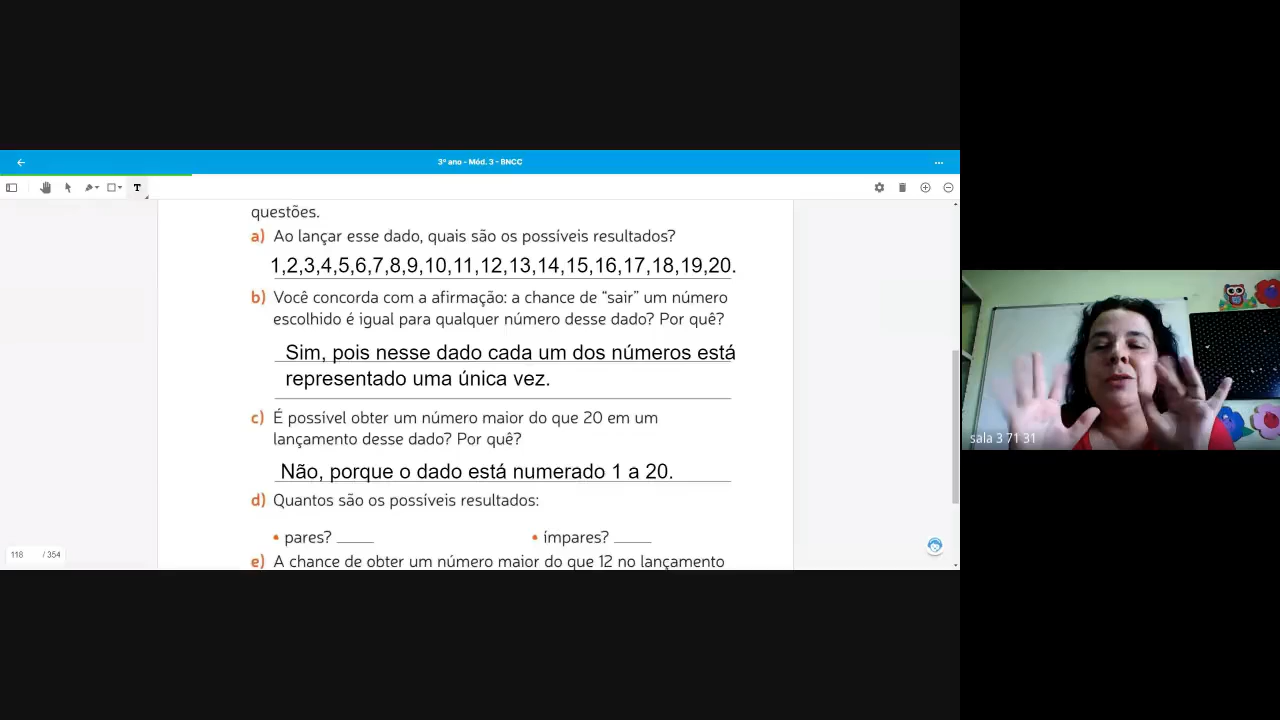 3º ano - Mód. 3 - BNCC
T
questões.
a) Ao lançar esse dado, quais são os possíveis resultados?
1,2,3,4,5,6,7,8,9,10,11,12,13,14,15,16,17,18,19,20.
b) Você concorda com a afirmação: a chance de “sair” um número
escolhido é igual para qualquer número desse dado? Por quê?
Sim, pois nesse dado cada um dos números está
representado uma única vez.
c) É possível obter um número maior do que 20 em um
lançamento desse dado? Por quê?
Não, porque o dado está numerado 1 a 20.
d) Quantos são os possíveis resultados:
• pares? _____ • ímpares? _____
e) A chance de obter um número maior do que 12 no lançamento
118 / 354
sala 3 71 31